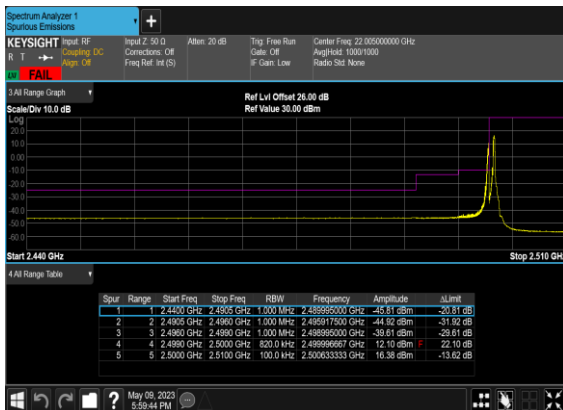 Spectrum Analyzer 1
Spurious Emissions
KEYSIGHT Input: RF Input Z: 50 Ω Atten: 20 dB Trig: Free Run Center Freq: 22.005000000 GHz
R T Coupling: DC Corrections: Off Gate: Off Avg|Hold: 1000/1000
Align: Off Freq Ref: Int (S) IF Gain: Low Radio Std: None
FAIL
3 All Range Graph
Ref Lvl Offset 26.00 dB
Scale/Div 10.0 dB Ref Value 30.00 dBm
Log
20.0
10.0
0.00
-10.0
-20.0
-30.0
-40.0
-50.0
-60.0
Start 2.440 GHz Stop 2.510 GHz
4 All Range Table
Spur Range Start Freq Stop Freq RBW Frequency Amplitude ΔLimit
1 1 2.4400 GHz 2.4905 GHz 1.000 MHz 2.489995000 GHz -45.81 dBm -20.81 dB
2 2 2.4905 GHz 2.4960 GHz 1.000 MHz 2.495917500 GHz -44.92 dBm -31.92 dB
3 3 2.4960 GHz 2.4990 GHz 1.000 MHz 2.498995000 GHz -39.61 dBm -29.61 dB
4 4 2.4990 GHz 2.5000 GHz 820.0 kHz 2.499996667 GHz 12.10 dBm F 22.10 dB
5 5 2.5000 GHz 2.5100 GHz 100.0 kHz 2.500633333 GHz 16.38 dBm -13.62 dB
May 09, 2023
5:59:44 PM